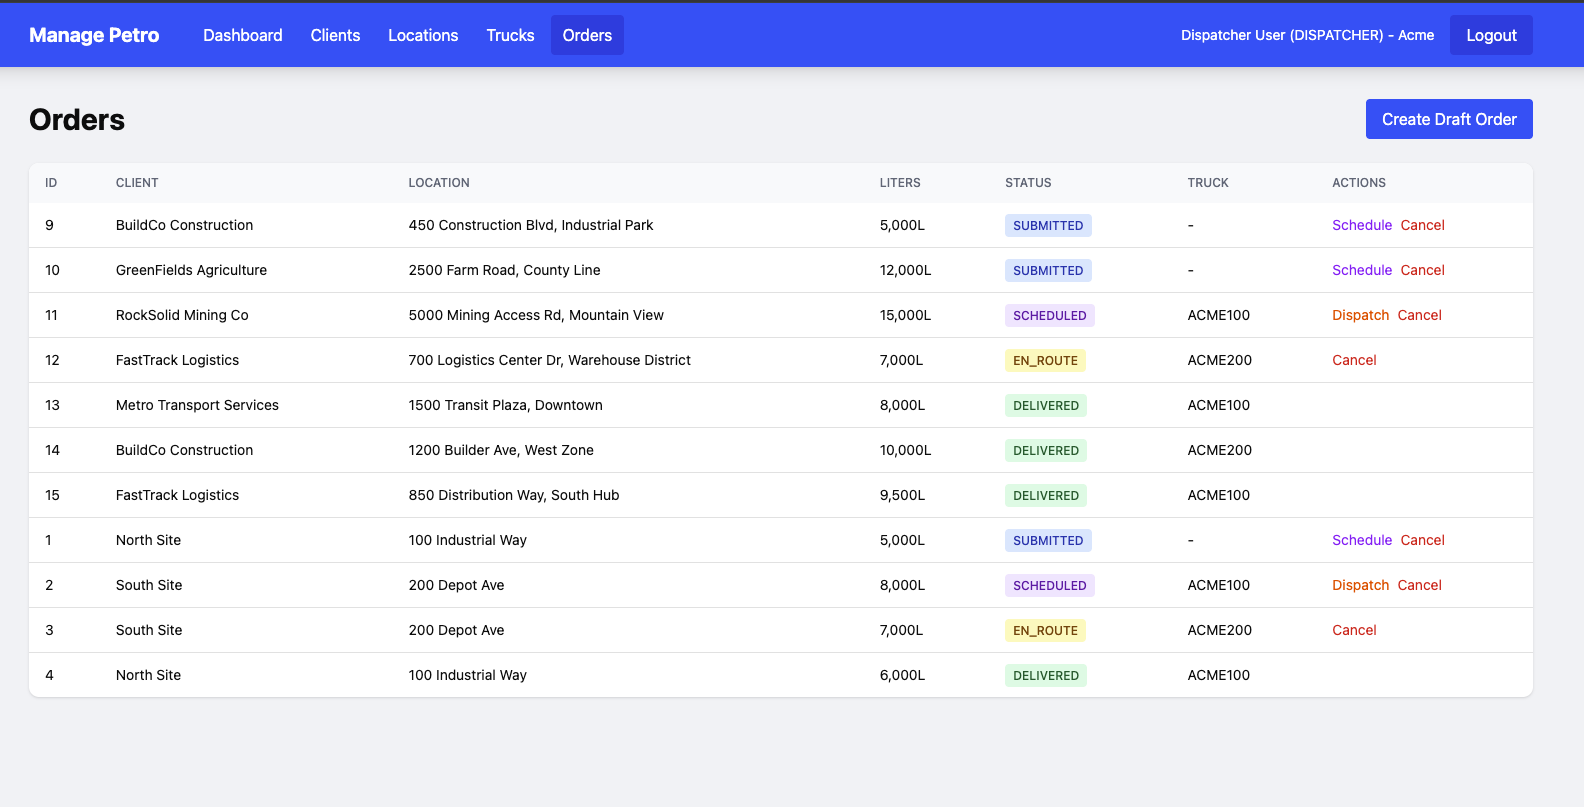 Manage Petro Dashboard Clients Locations Trucks Orders Dispatcher User (DISPATCHER) - Acme Logout
Orders Create Draft Order
ID CLIENT LOCATION LITERS STATUS TRUCK ACTIONS
9 BuildCo Construction 450 Construction Blvd, Industrial Park 5,000L SUBMITTED - Schedule Cancel
10 GreenFields Agriculture 2500 Farm Road, County Line 12,000L SUBMITTED - Schedule Cancel
11 RockSolid Mining Co 5000 Mining Access Rd, Mountain View 15,000L SCHEDULED ACME100 Dispatch Cancel
12 FastTrack Logistics 700 Logistics Center Dr, Warehouse District 7,000L EN_ROUTE ACME200 Cancel
13 Metro Transport Services 1500 Transit Plaza, Downtown 8,000L DELIVERED ACME100
14 BuildCo Construction 1200 Builder Ave, West Zone 10,000L DELIVERED ACME200
15 FastTrack Logistics 850 Distribution Way, South Hub 9,500L DELIVERED ACME100
1 North Site 100 Industrial Way 5,000L SUBMITTED - Schedule Cancel
2 South Site 200 Depot Ave 8,000L SCHEDULED ACME100 Dispatch Cancel
3 South Site 200 Depot Ave 7,000L EN_ROUTE ACME200 Cancel
4 North Site 100 Industrial Way 6,000L DELIVERED ACME100